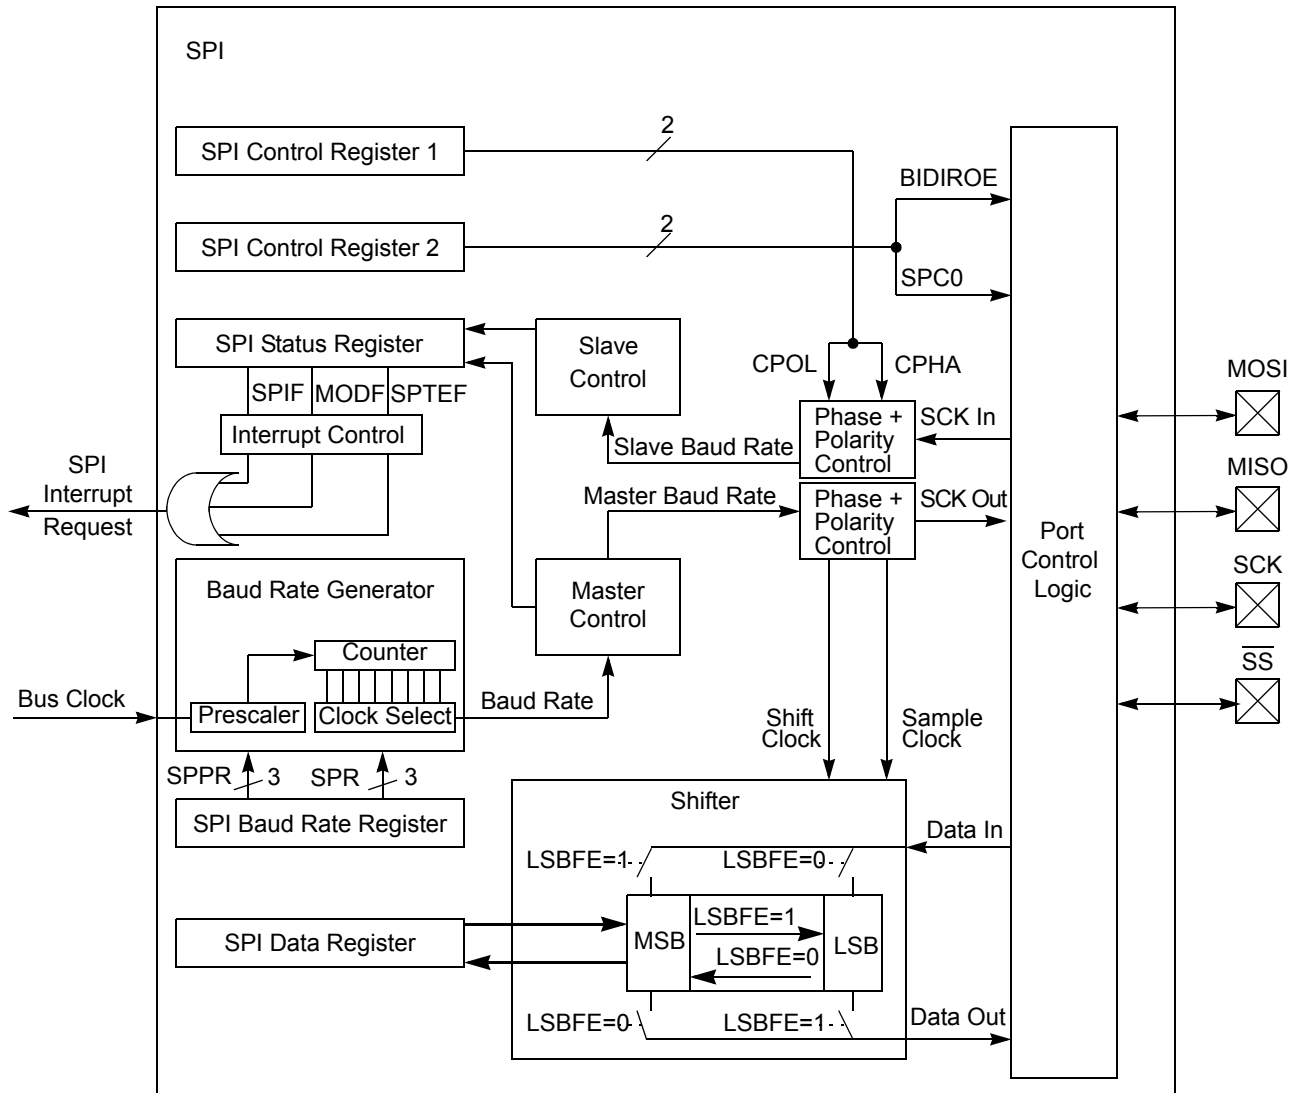 SPI
SPI Control Register 1
2
BIDIROE
SPI Control Register 2
2
SPC0
SPI Status Register
Slave
Control
CPOL
CPHA
SPIF
MODF
SPTEF
Interrupt Control
SPI
Interrupt
Request
Slave Baud Rate
Phase +
Polarity
Control
SCK In
Master Baud Rate
Phase +
Polarity
Control
SCK Out
Port
Control
Logic
MOSI
MISO
SCK
SS
Baud Rate Generator
Counter
Prescaler
Clock Select
Bus Clock
Baud Rate
Master
Control
Shift
Clock
Sample
Clock
SPPR
3
SPR
3
SPI Baud Rate Register
Shifter
Data In
LSBFE=1
LSBFE=0
SPI Data Register
MSB
LSBFE=1
LSBFE=0
LSB
LSBFE=0
LSBFE=1
Data Out